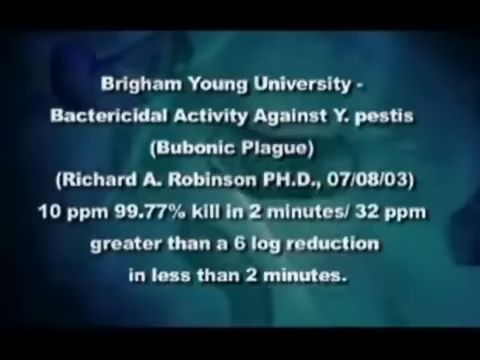 Brigham Young University -
Bactericidal Activity Against Y. pestis
(Bubonic Plague)
(Richard A. Robinson PH.D., 07/08/03)
10 ppm 99.77% kill in 2 minutes/ 32 ppm
greater than a 6 log reduction
in less than 2 minutes.